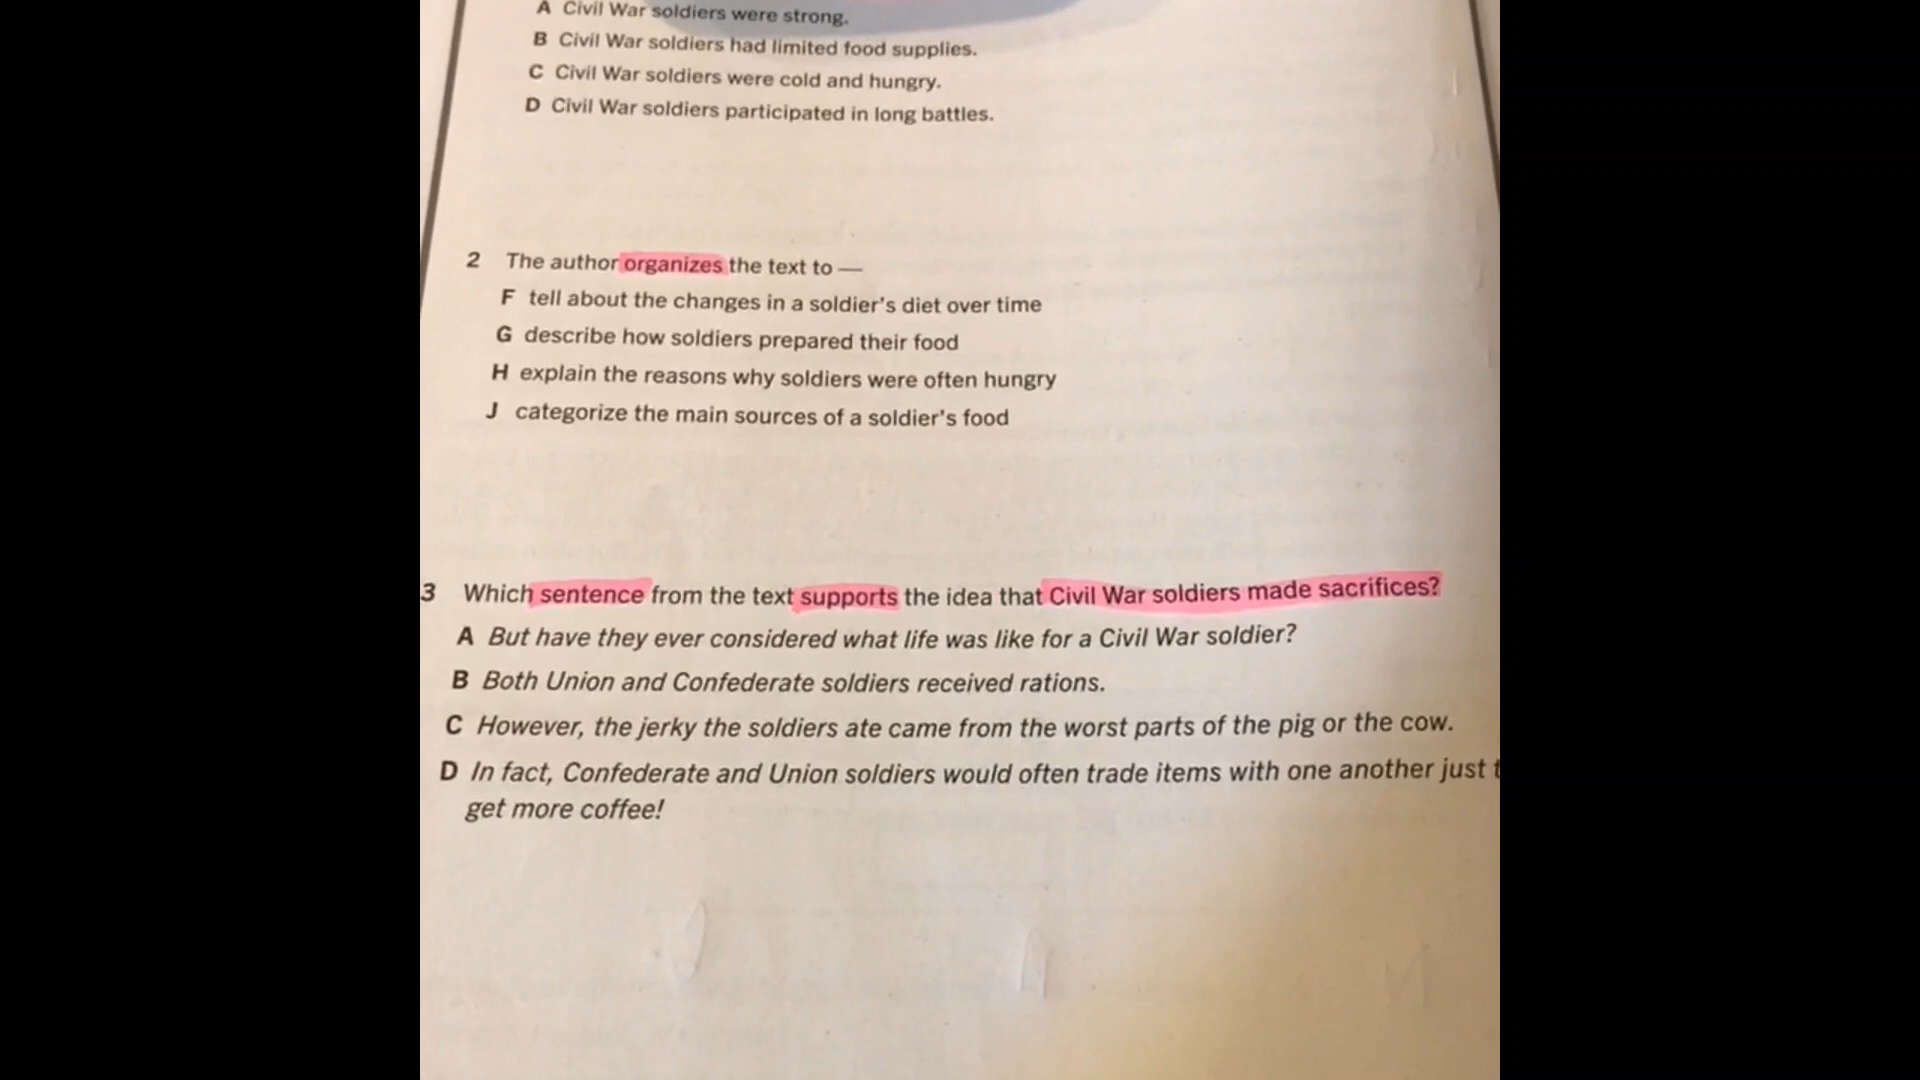 A Civil War soldiers were strong.
B Civil War soldiers had limited food supplies.
C Civil War soldiers were cold and hungry.
D Civil War soldiers participated in long battles.
2 The author organizes the text to —
F tell about the changes in a soldier's diet over time
G describe how soldiers prepared their food
H explain the reasons why soldiers were often hungry
J categorize the main sources of a soldier's food
3 Which sentence from the text supports the idea that Civil War soldiers made sacrifices?
A But have they ever considered what life was like for a Civil War soldier?
B Both Union and Confederate soldiers received rations.
C However, the jerky the soldiers ate came from the worst parts of the pig or the cow.
D In fact, Confederate and Union soldiers would often trade items with one another just
get more coffee!